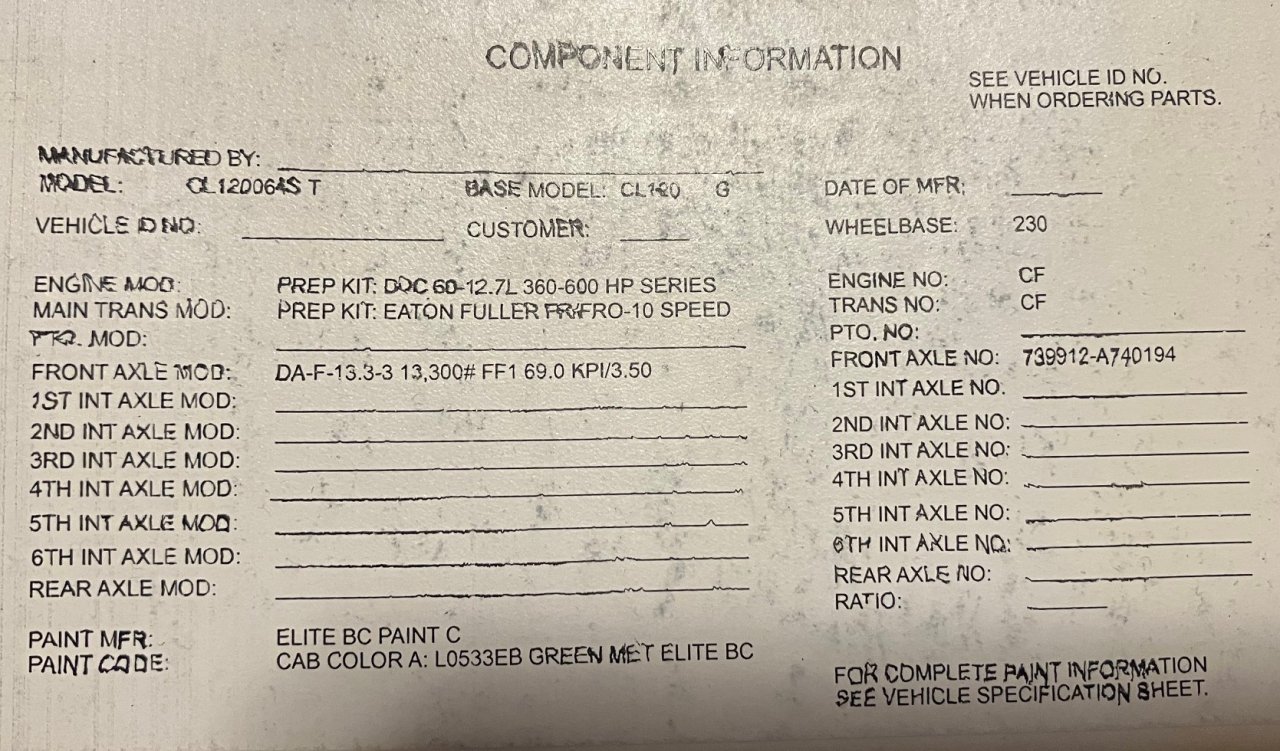 COMPONENT INFORMATION
SEE VEHICLE ID NO.
WHEN ORDERING PARTS.
MANUFACTURED BY:
MODEL: CL120064S T BASE MODEL: CL120 G DATE OF MFR:
VEHICLE ID NO: CUSTOMER: WHEELBASE: 230
ENGINE MOD: PREP KIT: DDC 60-12.7L 360-600 HP SERIES ENGINE NO: CF
MAIN TRANS MOD: PREP KIT: EATON FULLER FR/FRO-10 SPEED TRANS NO: CF
PTO. MOD: PTO. NO:
FRONT AXLE MOD: DA-F-13.3-3 13,300# FF1 69.0 KPI/3.50 FRONT AXLE NO: 739912-A740194
1ST INT AXLE MOD: 1ST INT AXLE NO.
2ND INT AXLE MOD: 2ND INT AXLE NO:
3RD INT AXLE MOD: 3RD INT AXLE NO:
4TH INT AXLE MOD: 4TH INT AXLE NO:
5TH INT AXLE MOD: 5TH INT AXLE NO:
6TH INT AXLE MOD: 6TH INT AXLE NO:
REAR AXLE MOD: REAR AXLE NO:
RATIO:
PAINT MFR: ELITE BC PAINT C
PAINT CODE: CAB COLOR A: L0533EB GREEN MET ELITE BC
FOR COMPLETE PAINT INFORMATION
SEE VEHICLE SPECIFICATION SHEET.